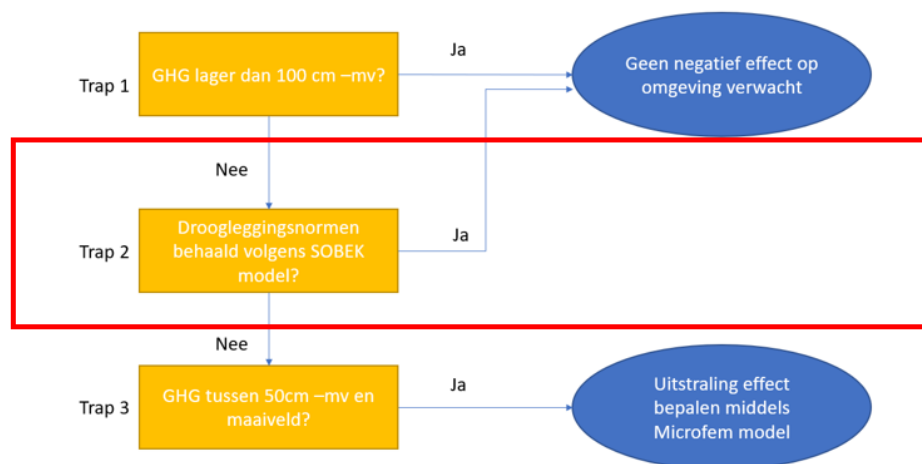 Trap 1
GHG lager dan 100 cm –mv?
Ja
Geen negatief effect op
omgeving verwacht
Nee
Trap 2
Droogleggingsnormen
behaald volgens SOBEK
model?
Ja
Nee
Trap 3
GHG tussen 50cm –mv en
maaiveld?
Ja
Uitstraling effect
bepalen middels
Microfem model